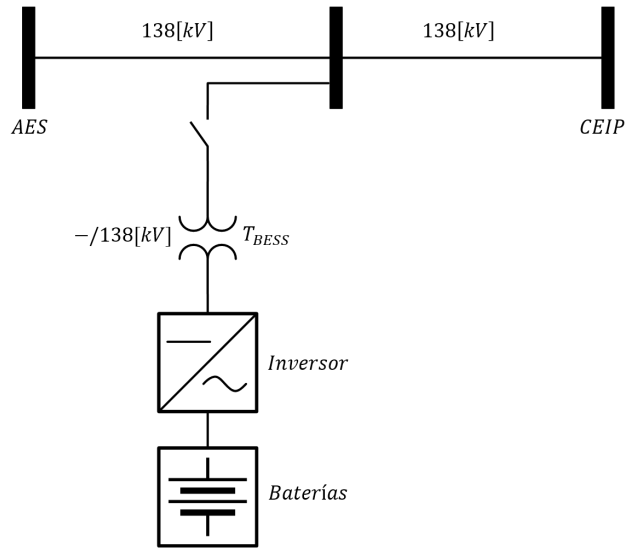 138[kV]
138[kV]
AES
CEIP
−/138[kV]
T_BESS
Inversor
Baterías